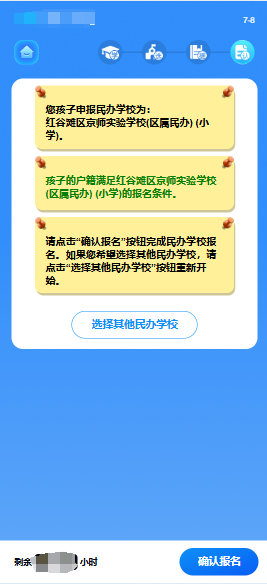 7-8
您孩子申报民办学校为：
红谷滩区京师实验学校(区属民办) (小
学)。
孩子的户籍满足红谷滩区京师实验学校
(区属民办) (小学)的报名条件。
请点击“确认报名”按钮完成民办学校报
名。如果您希望选择其他民办学校，请
点击“选择其他民办学校”按钮重新开
始。
选择其他民办学校
剩余 小时
确认报名